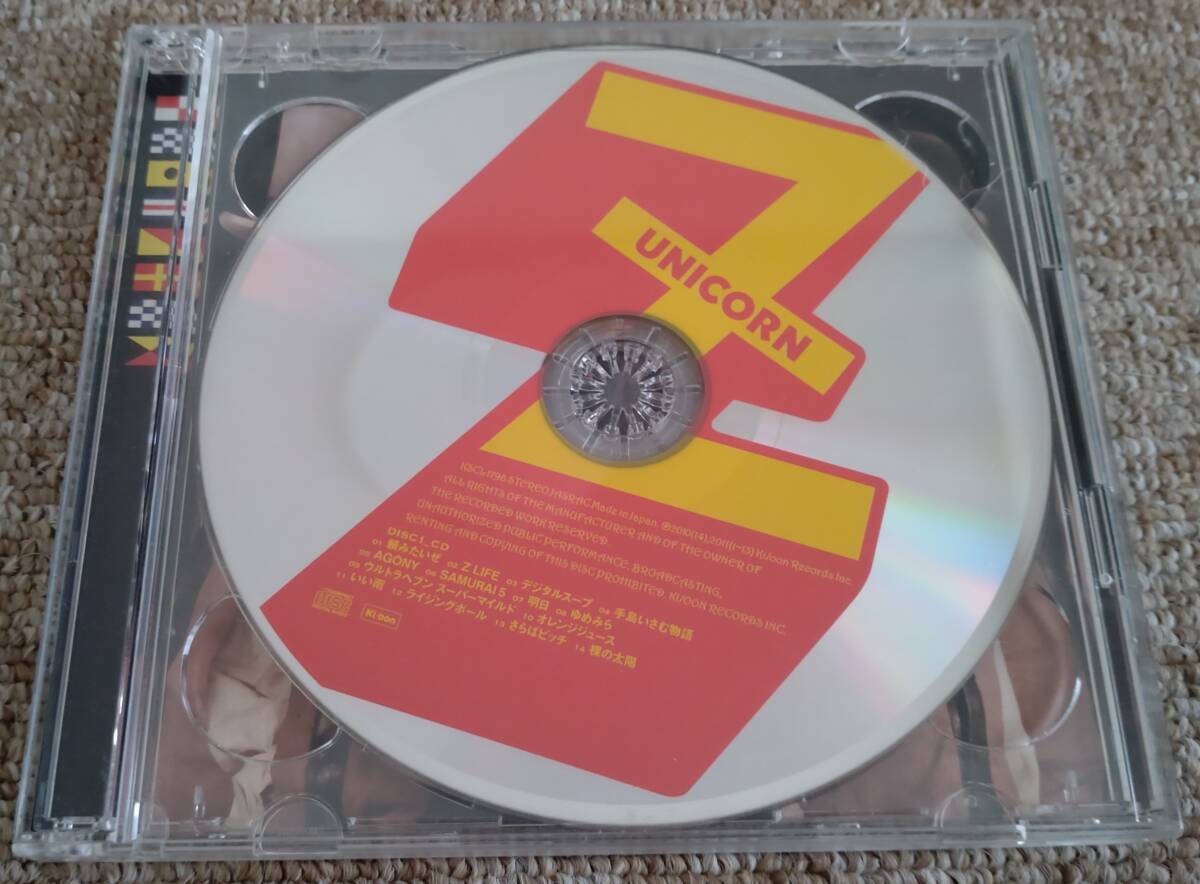 UNICORN
KSCL 1796 STEREO JASRAC Made in Japan. ℗2010(14),2011(1~13) Ki/oon Records Inc.
ALL RIGHTS OF THE MANUFACTURER AND OF THE OWNER OF
THE RECORDED WORK RESERVED
UNAUTHORIZED PUBLIC PERFORMANCE, BROADCASTING,
RENTING AND COPYING OF THIS DISC PROHIBITED. KI/OON RECORDS INC.
DISC1_CD
01 頼みたいぜ 02 Z LIFE 03 デジタルスープ 04 手島いさむ物語
05 AGONY 06 SAMURAI 5 07 明日 08 ゆめみら
09 ウルトラヘブンスーパーマイルド 10 オレンジジュース
11 いい雨 12 ライジングボール 13 さらばビッチ 14 裸の太陽
Ki/oon